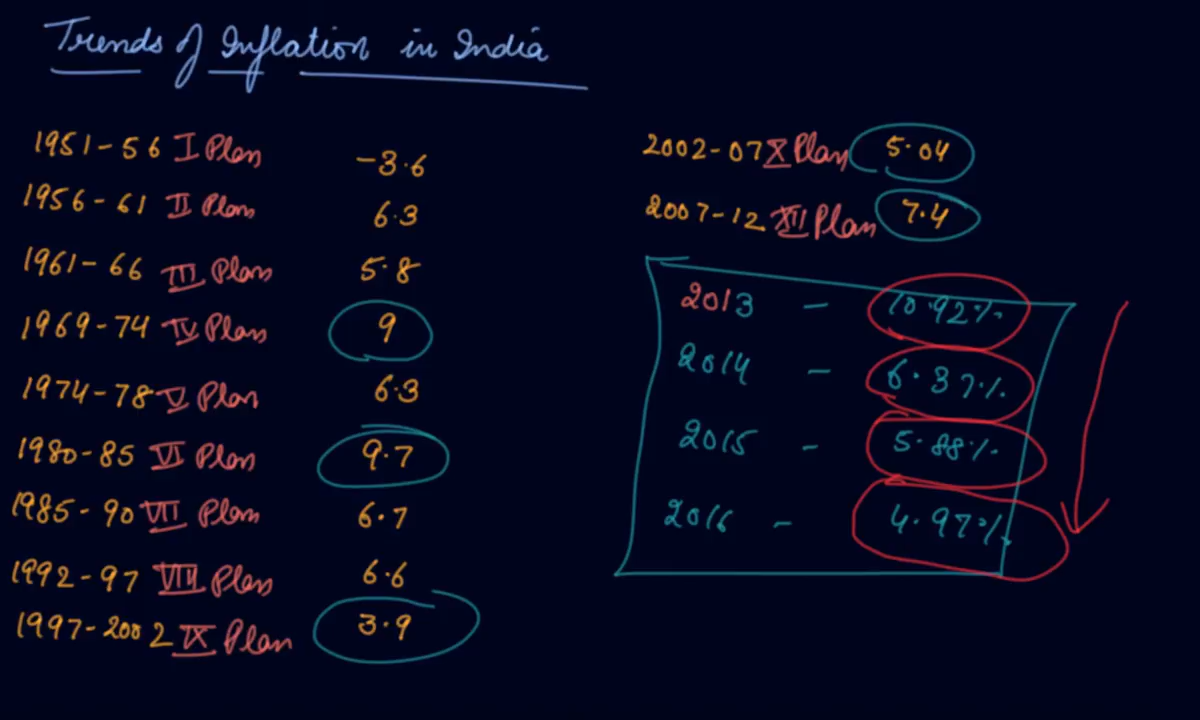 Trends of Inflation in India
1951-56 I Plan -3.6
1956-61 II Plan 6.3
1961-66 III Plan 5.8
1969-74 IV Plan 9
1974-78 V Plan 6.3
1980-85 VI Plan 9.7
1985-90 VII Plan 6.7
1992-97 VIII Plan 6.6
1997-2002 IX Plan 3.9
2002-07 X Plan 5.04
2007-12 XII Plan 7.4
2013 - 10.92%
2014 - 6.37%
2015 - 5.88%
2016 - 4.97%